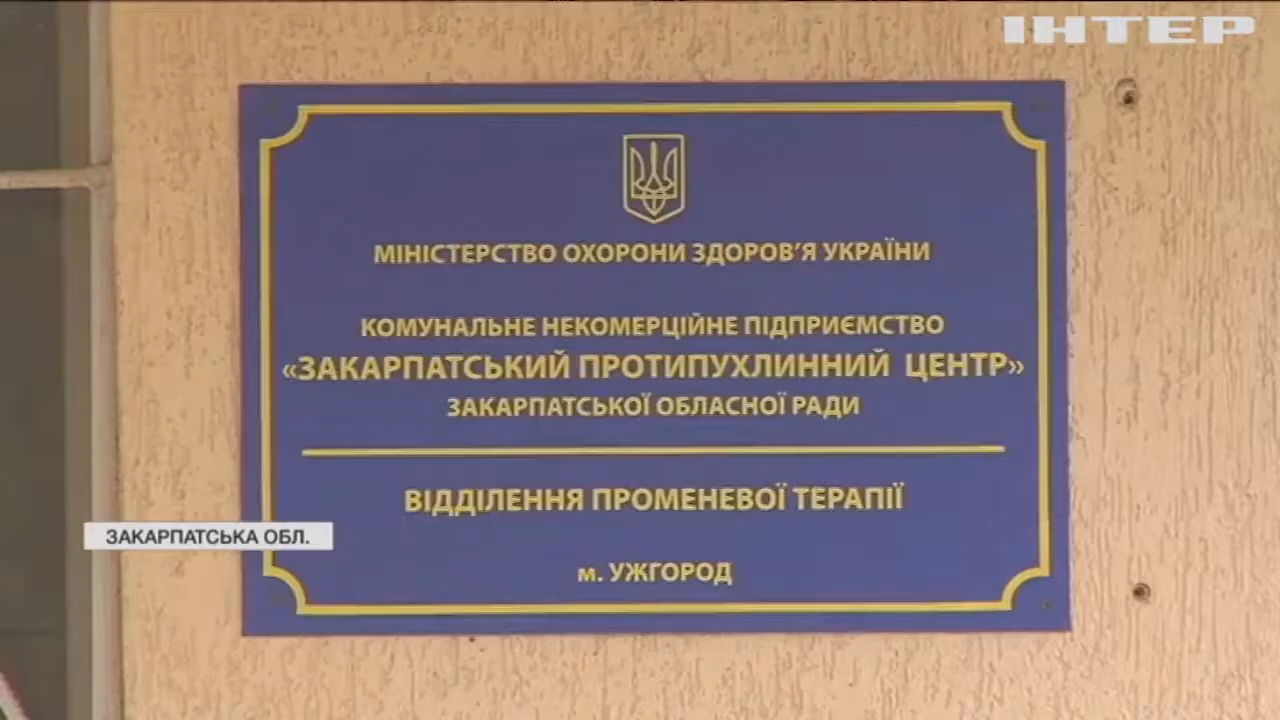 ІНТЕР
МІНІСТЕРСТВО ОХОРОНИ ЗДОРОВ’Я УКРАЇНИ
КОМУНАЛЬНЕ НЕКОМЕРЦІЙНЕ ПІДПРИЄМСТВО
«ЗАКАРПАТСЬКИЙ ПРОТИПУХЛИННИЙ ЦЕНТР»
ЗАКАРПАТСЬКОЇ ОБЛАСНОЇ РАДИ
ВІДДІЛЕННЯ ПРОМЕНЕВОЇ ТЕРАПІЇ
ЗАКАРПАТСЬКА ОБЛ.
м. УЖГОРОД